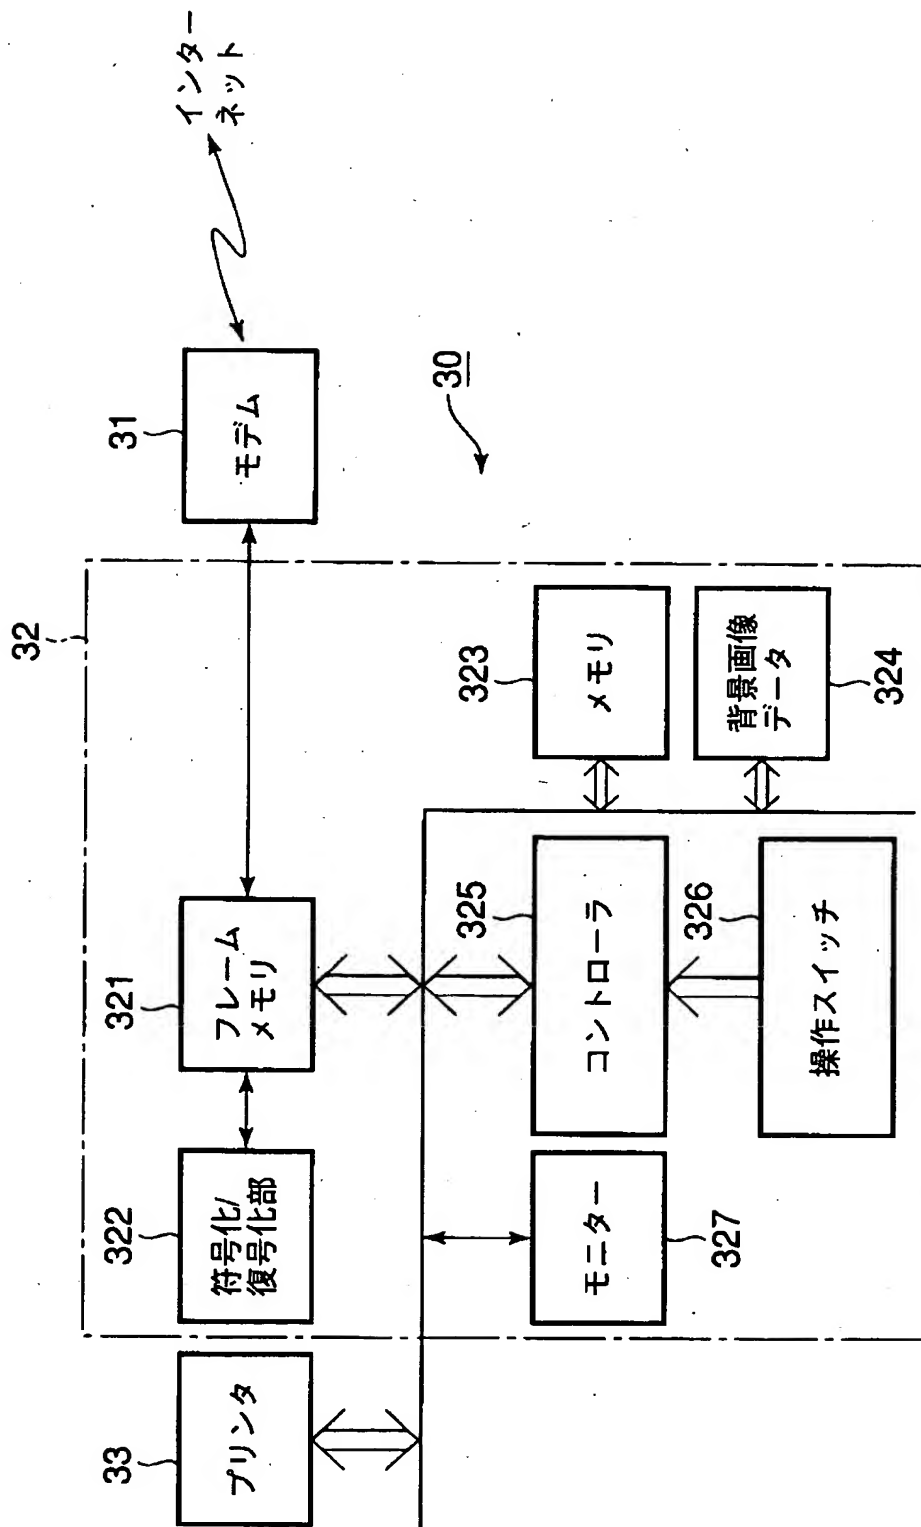 33
プリンタ
32
322
符号化/
復号化部
321
フレーム
メモリ
31
モデム
インター
ネット
30
327
モニター
325
コントローラ
326
操作スイッチ
323
メモリ
324
背景画像
データ